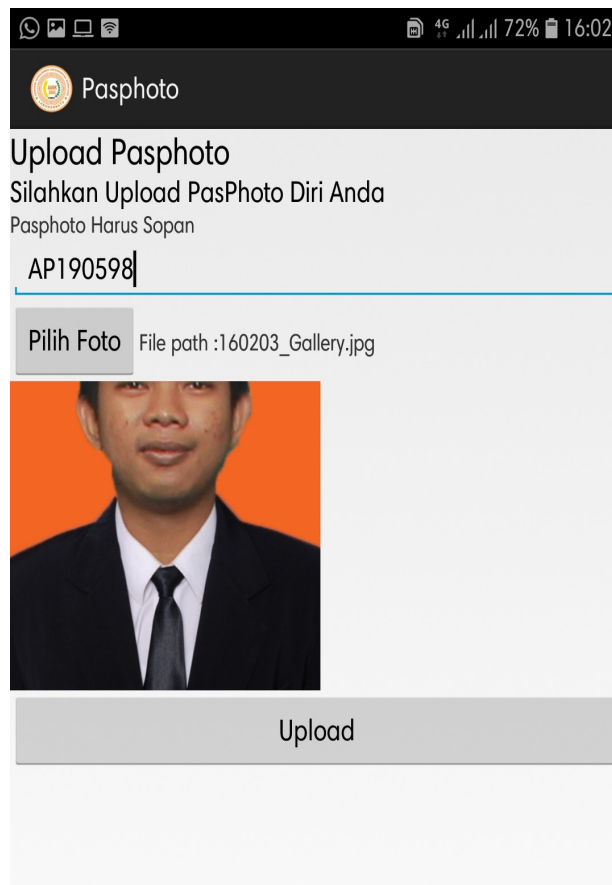 4G 72% 16:02
Pasphoto
Upload Pasphoto
Silahkan Upload PasPhoto Diri Anda
Pasphoto Harus Sopan
AP190598
Pilih Foto File path :160203_Gallery.jpg
Upload